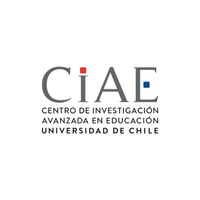 CiAE
CENTRO DE INVESTIGACIÓN
AVANZADA EN EDUCACIÓN
UNIVERSIDAD DE CHILE